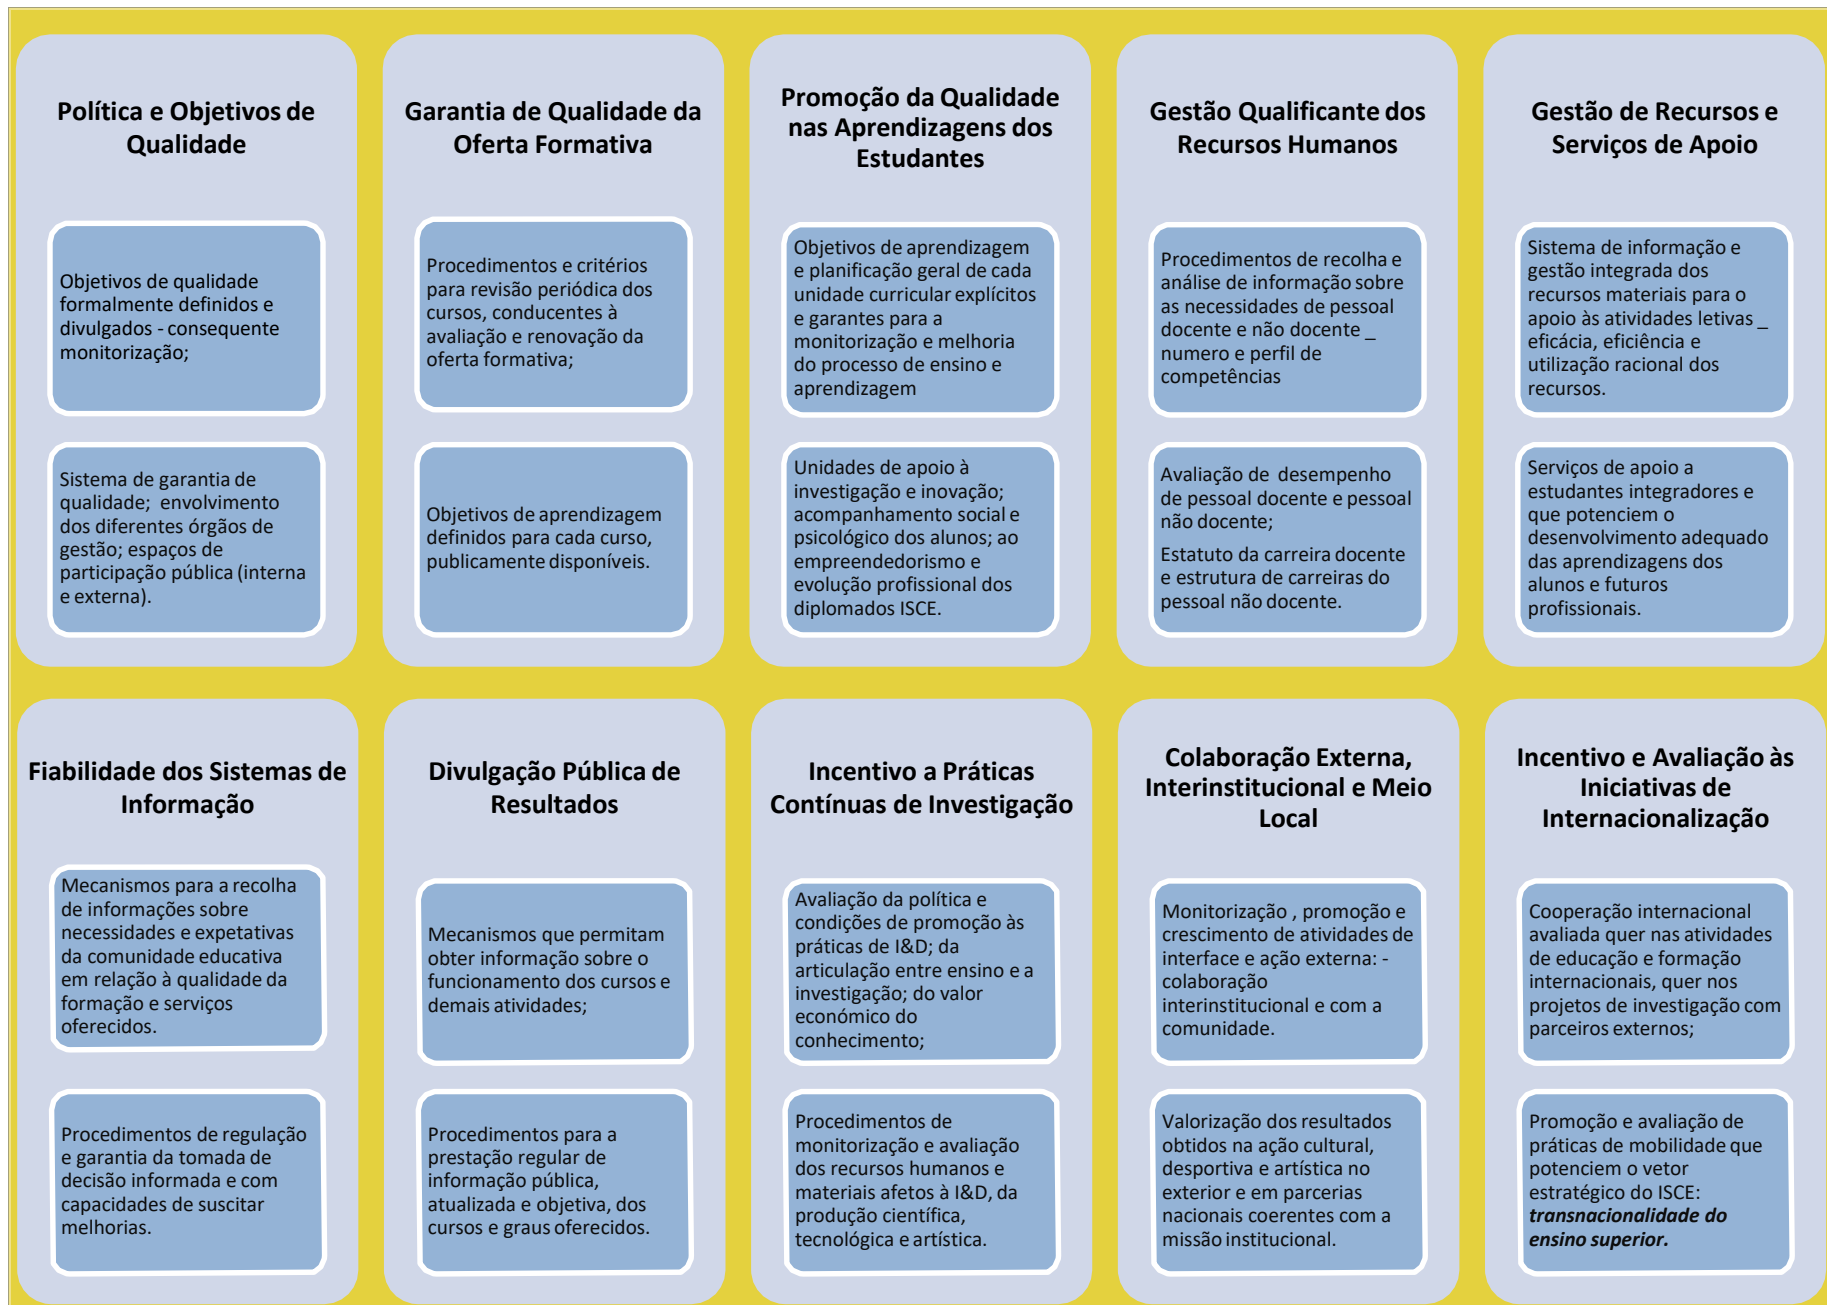 Política e Objetivos de
Qualidade
Objetivos de qualidade
formalmente definidos e
divulgados - consequente
monitorização;
Sistema de garantia de
qualidade; envolvimento
dos diferentes órgãos de
gestão; espaços de
participação pública (interna
e externa).
Garantia de Qualidade da
Oferta Formativa
Procedimentos e critérios
para revisão periódica dos
cursos, conducentes à
avaliação e renovação da
oferta formativa;
Objetivos de aprendizagem
definidos para cada curso,
publicamente disponíveis.
Promoção da Qualidade
nas Aprendizagens dos
Estudantes
Objetivos de aprendizagem
e planificação geral de cada
unidade curricular explícitos
e garantes para a
monitorização e melhoria
do processo de ensino e
aprendizagem
Unidades de apoio à
investigação e inovação;
acompanhamento social e
psicológico dos alunos; ao
empreendedorismo e
evolução profissional dos
diplomados ISCE.
Gestão Qualificante dos
Recursos Humanos
Procedimentos de recolha e
análise de informação sobre
as necessidades de pessoal
docente e não docente _
numero e perfil de
competências
Avaliação de desempenho
de pessoal docente e pessoal
não docente;
Estatuto da carreira docente
e estrutura de carreiras do
pessoal não docente.
Gestão de Recursos e
Serviços de Apoio
Sistema de informação e
gestão integrada dos
recursos materiais para o
apoio às atividades letivas _
eficácia, eficiência e
utilização racional dos
recursos.
Serviços de apoio a
estudantes integradores e
que potenciem o
desenvolvimento adequado
das aprendizagens dos
alunos e futuros
profissionais.
Fiabilidade dos Sistemas de
Informação
Mecanismos para a recolha
de informações sobre
necessidades e expetativas
da comunidade educativa
em relação à qualidade da
formação e serviços
oferecidos.
Procedimentos de regulação
e garantia da tomada de
decisão informada e com
capacidades de suscitar
melhorias.
Divulgação Pública de
Resultados
Mecanismos que permitam
obter informação sobre o
funcionamento dos cursos e
demais atividades;
Procedimentos para a
prestação regular de
informação pública,
atualizada e objetiva, dos
cursos e graus oferecidos.
Incentivo a Práticas
Contínuas de Investigação
Avaliação da política e
condições de promoção às
práticas de I&D; da
articulação entre ensino e a
investigação; do valor
económico do
conhecimento;
Procedimentos de
monitorização e avaliação
dos recursos humanos e
materiais afetos à I&D, da
produção científica,
tecnológica e artística.
Colaboração Externa,
Interinstitucional e Meio
Local
Monitorização , promoção e
crescimento de atividades de
interface e ação externa: -
colaboração
interinstitucional e com a
comunidade.
Valorização dos resultados
obtidos na ação cultural,
desportiva e artística no
exterior e em parcerias
nacionais coerentes com a
missão institucional.
Incentivo e Avaliação às
Iniciativas de
Internacionalização
Cooperação internacional
avaliada quer nas atividades
de educação e formação
internacionais, quer nos
projetos de investigação com
parceiros externos;
Promoção e avaliação de
práticas de mobilidade que
potenciem o vetor
estratégico do ISCE:
transnacionalidade do
ensino superior.